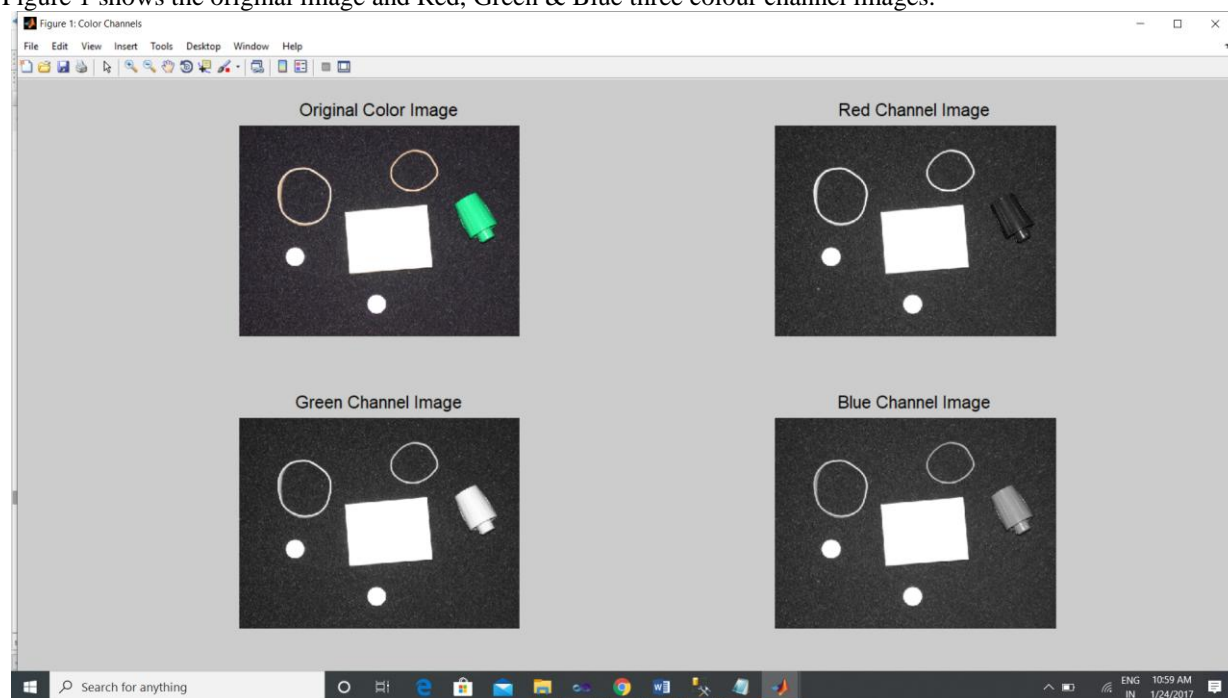 Figure 1 shows the original image and Red, Green & Blue three colour channel images.
Figure 1: Color Channels
File Edit View Insert Tools Desktop Window Help
Original Color Image
Red Channel Image
Green Channel Image
Blue Channel Image
Search for anything
ENG 10:59 AM
IN 1/24/2017